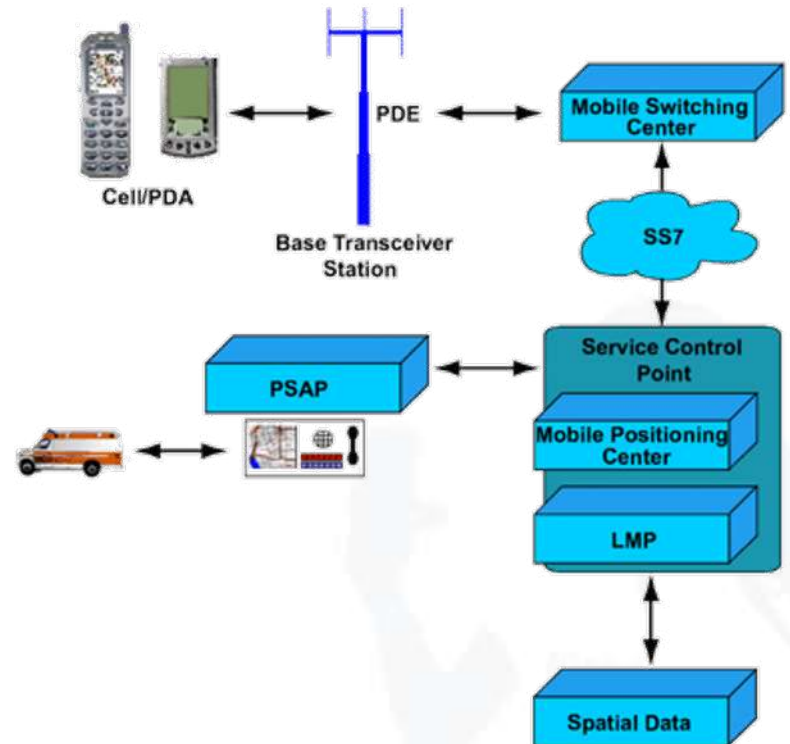 Cell/PDA
PDE
Base Transceiver
Station
Mobile Switching
Center
SS7
Service Control
Point
Mobile Positioning
Center
LMP
Spatial Data
PSAP